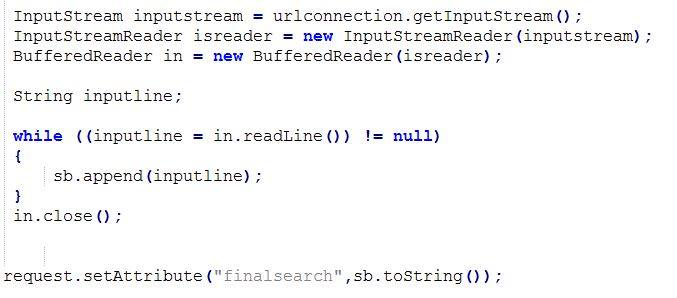 InputStream inputstream = urlconnection.getInputStream();
InputStreamReader isreader = new InputStreamReader(inputstream);
BufferedReader in = new BufferedReader(isreader);
String inputline;
while ((inputline = in.readLine()) != null)
{
sb.append(inputline);
}
in.close();
request.setAttribute("finalsearch",sb.toString());